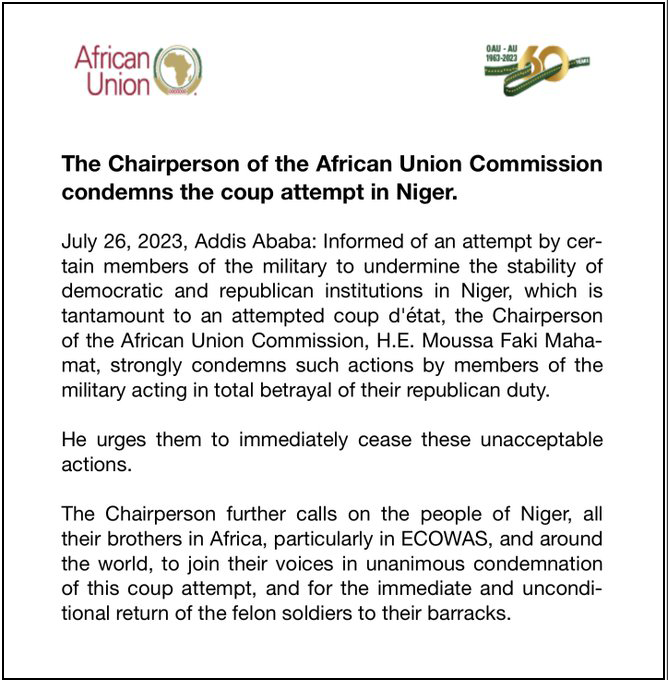 African
Union
OAU - AU
1963-2023
60
YEARS
The Chairperson of the African Union Commission
condemns the coup attempt in Niger.
July 26, 2023, Addis Ababa: Informed of an attempt by cer-
tain members of the military to undermine the stability of
democratic and republican institutions in Niger, which is
tantamount to an attempted coup d'état, the Chairperson
of the African Union Commission, H.E. Moussa Faki Maha-
mat, strongly condemns such actions by members of the
military acting in total betrayal of their republican duty.
He urges them to immediately cease these unacceptable
actions.
The Chairperson further calls on the people of Niger, all
their brothers in Africa, particularly in ECOWAS, and around
the world, to join their voices in unanimous condemnation
of this coup attempt, and for the immediate and uncondi-
tional return of the felon soldiers to their barracks.